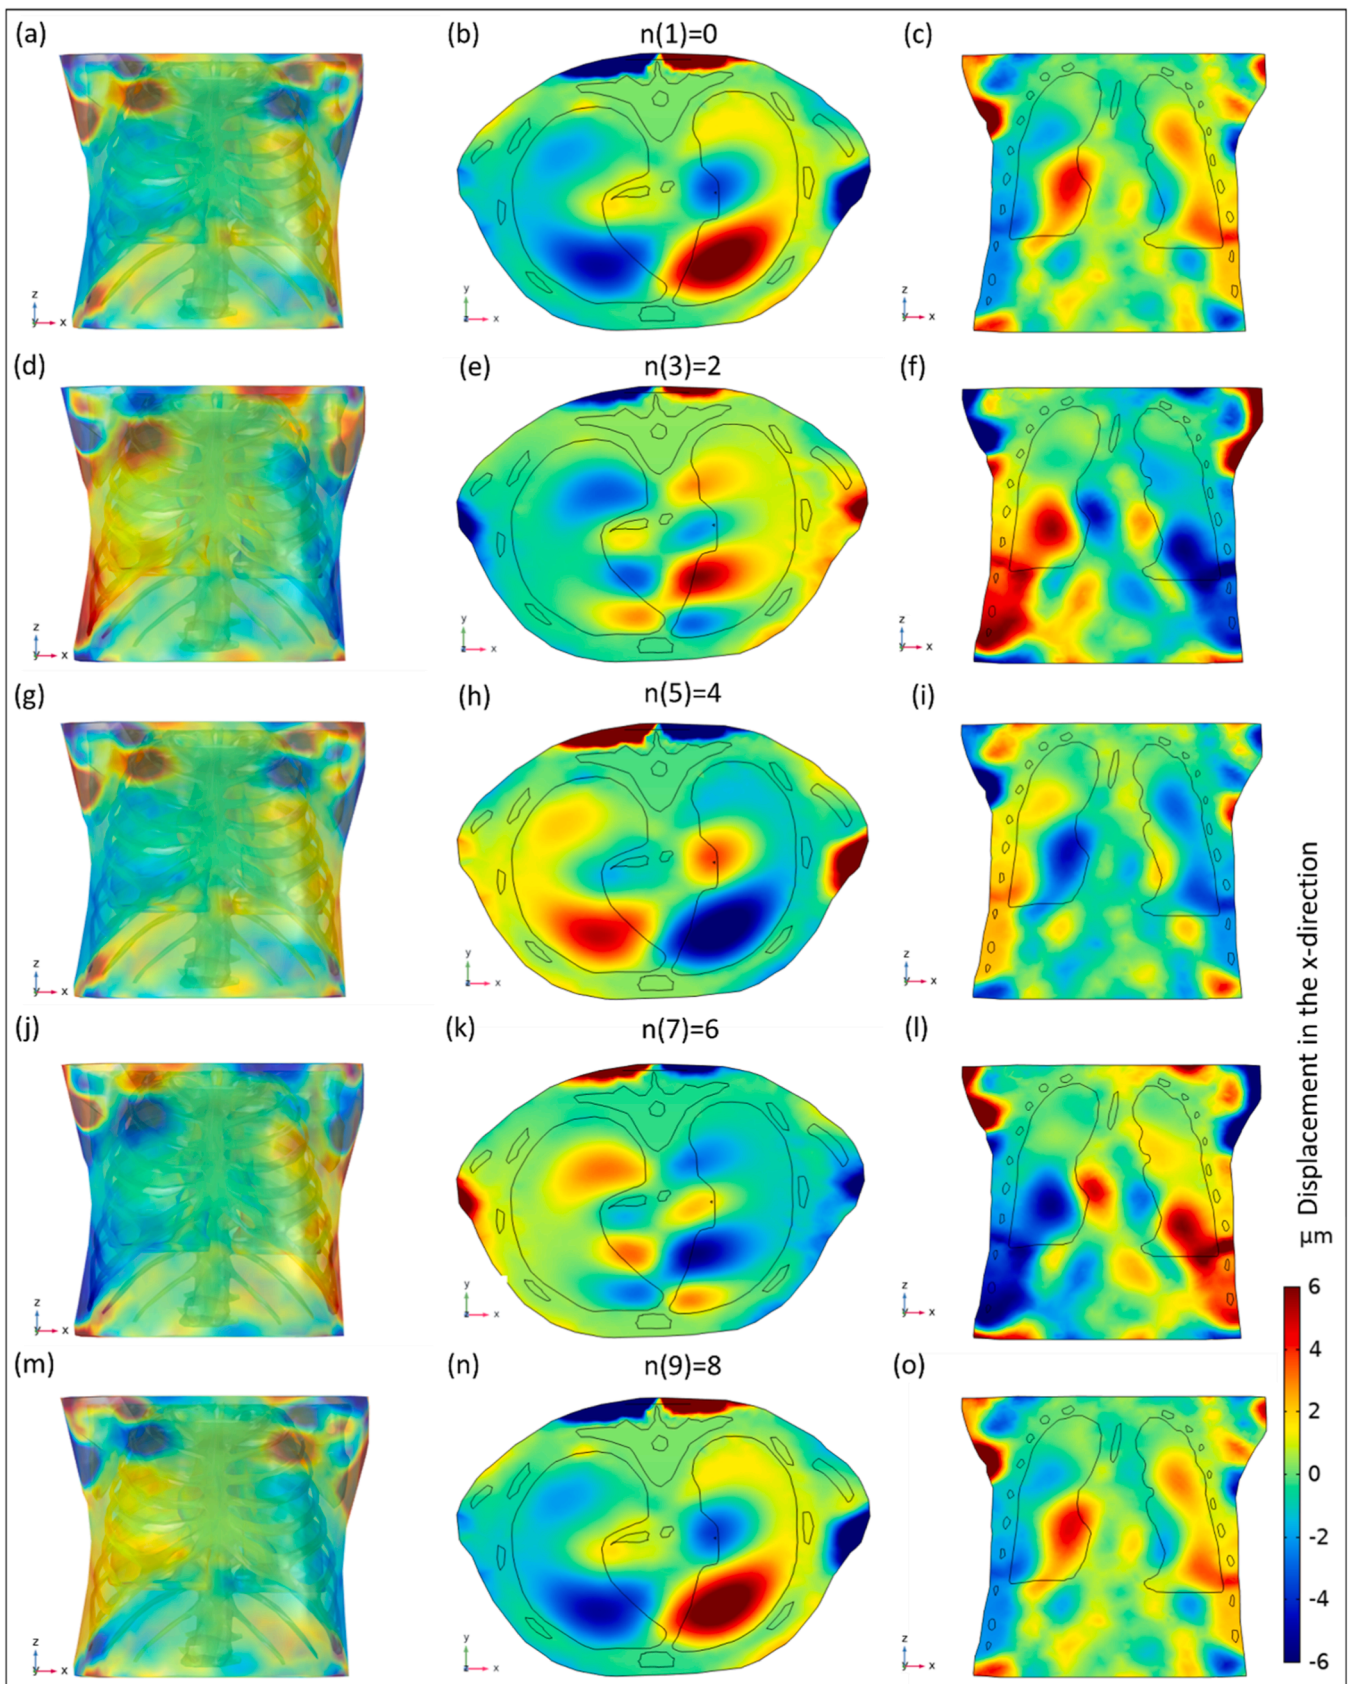 (a)
(b)
n(1)=0
(c)
z
y x
y
z x
z
y x
(d)
(e)
n(3)=2
(f)
z
y x
y
z x
z
y x
(g)
(h)
n(5)=4
(i)
z
y x
y
z x
z
y x
(j)
(k)
n(7)=6
(l)
z
y x
y
z x
z
y x
(m)
(n)
n(9)=8
(o)
z
y x
y
z x
z
y x
Displacement in the x-direction
μm
6
4
2
0
-2
-4
-6